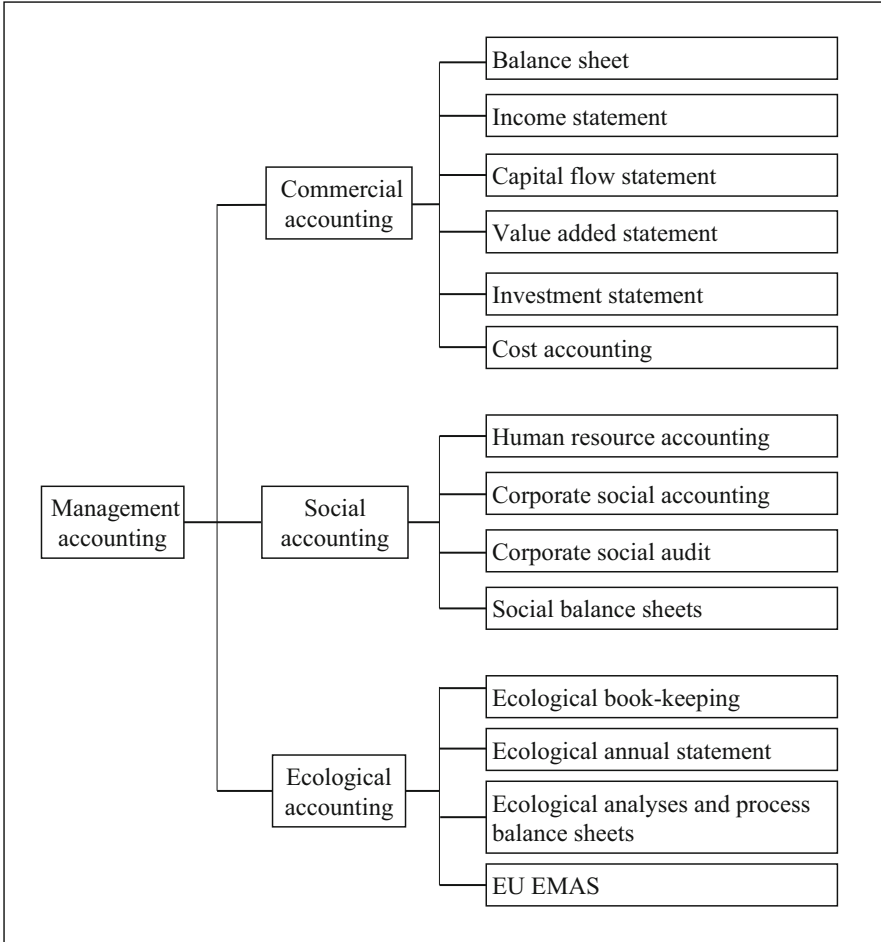 Management
accounting
Commercial
accounting
Balance sheet
Income statement
Capital flow statement
Value added statement
Investment statement
Cost accounting
Social
accounting
Human resource accounting
Corporate social accounting
Corporate social audit
Social balance sheets
Ecological
accounting
Ecological book-keeping
Ecological annual statement
Ecological analyses and process
balance sheets
EU EMAS